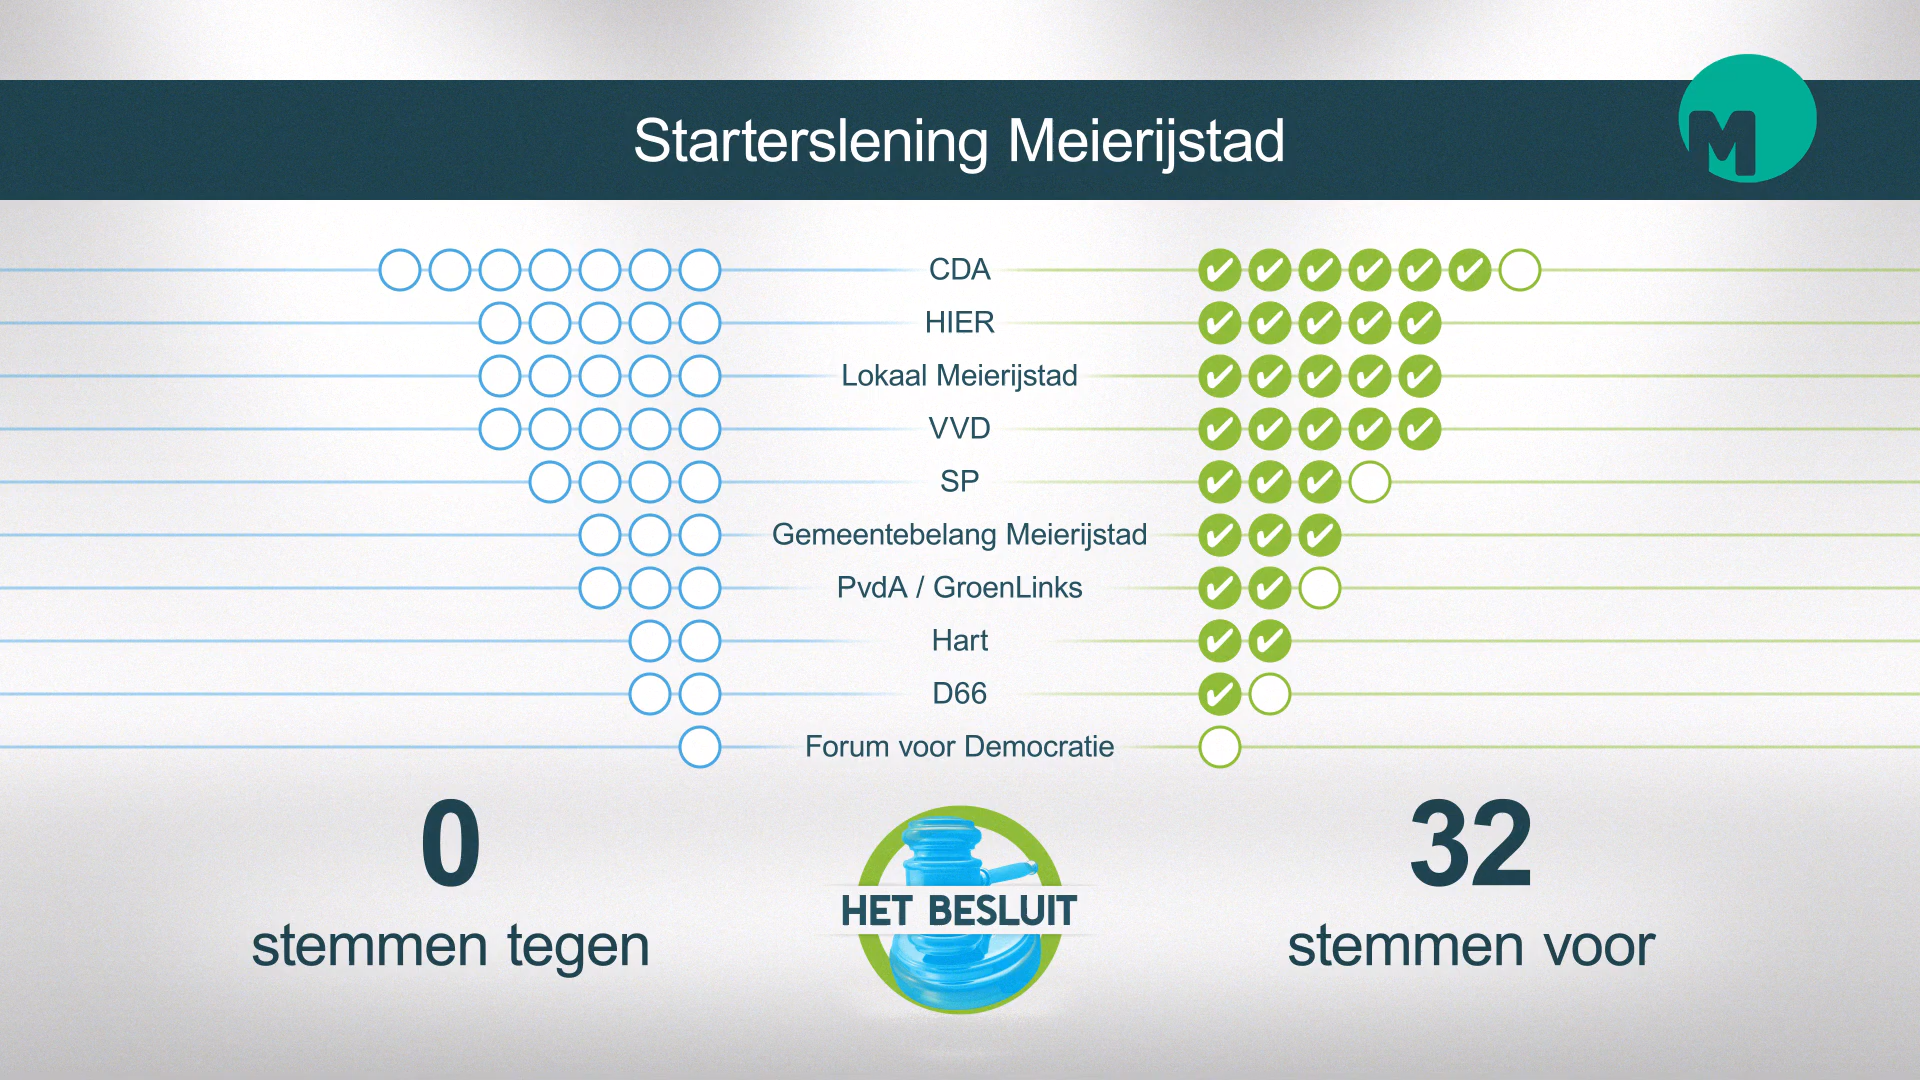 Starterslening Meierijstad
M
CDA
HIER
Lokaal Meierijstad
VVD
SP
Gemeentebelang Meierijstad
PvdA / GroenLinks
Hart
D66
Forum voor Democratie
0
stemmen tegen
HET BESLUIT
32
stemmen voor